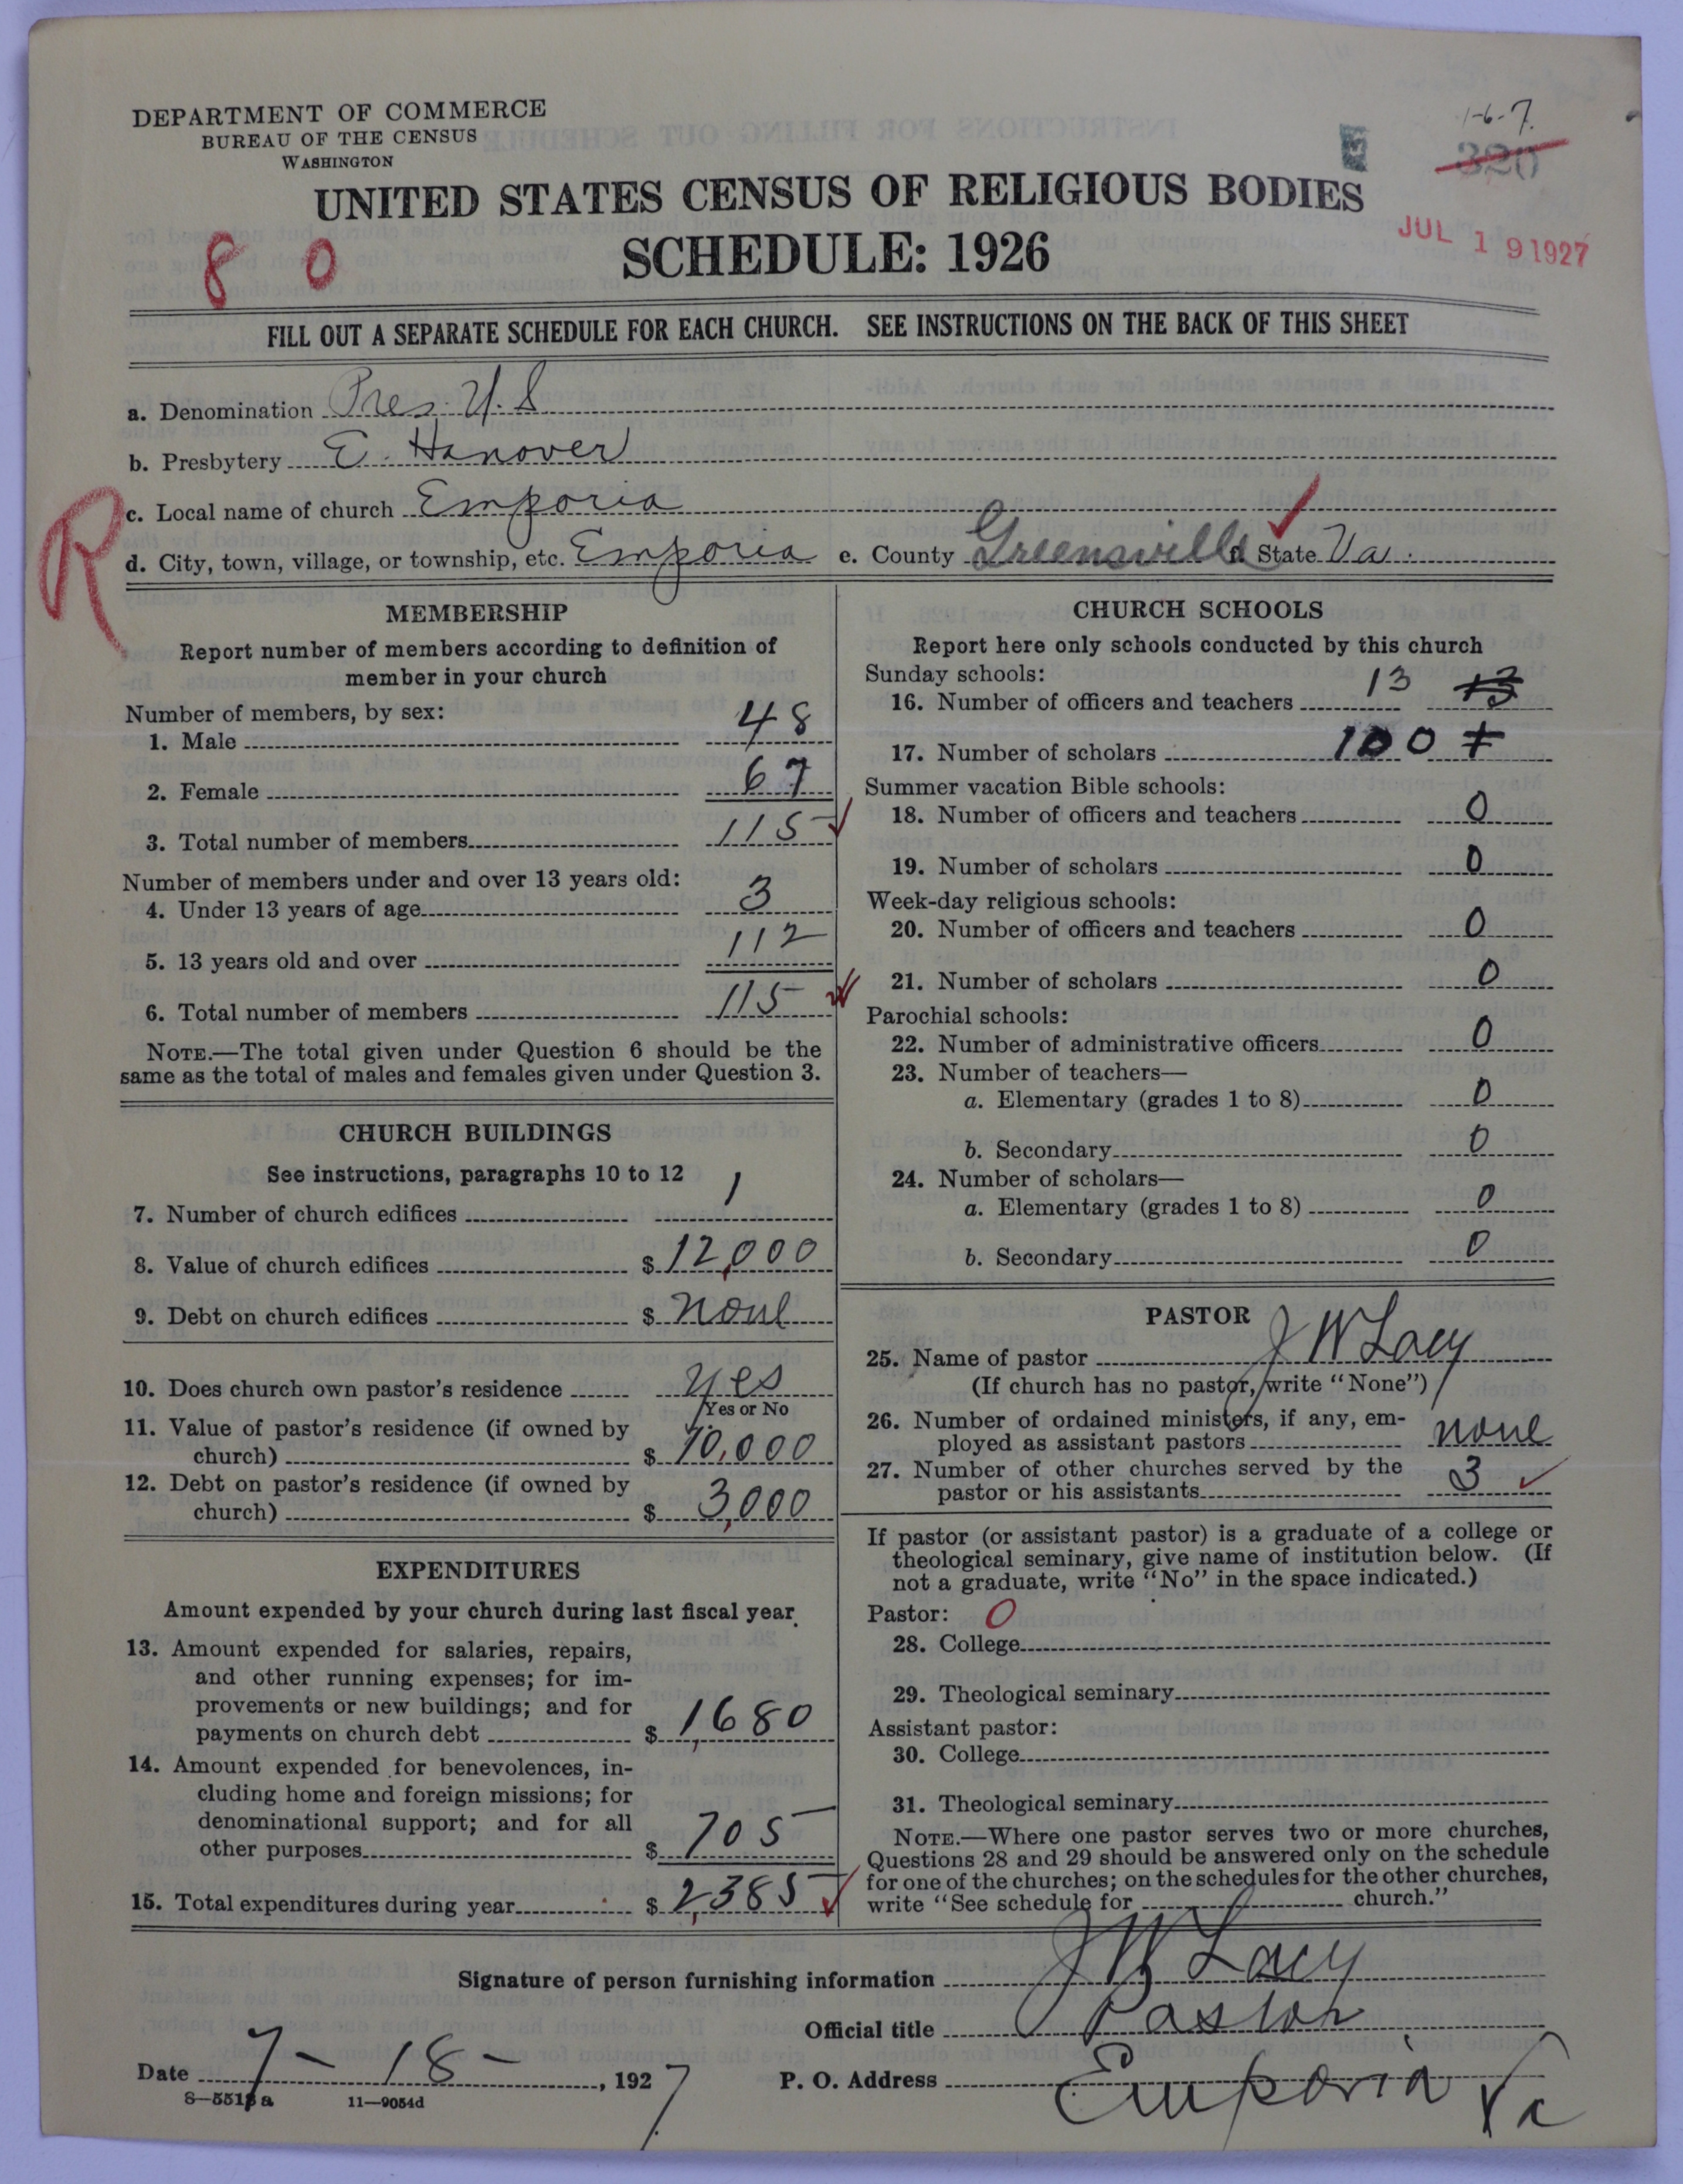 DEPARTMENT OF COMMERCE
BUREAU OF THE CENSUS
WASHINGTON
1-6-7.
320
UNITED STATES CENSUS OF RELIGIOUS BODIES
SCHEDULE: 1926
JUL 19 1927
8 0
FILL OUT A SEPARATE SCHEDULE FOR EACH CHURCH. SEE INSTRUCTIONS ON THE BACK OF THIS SHEET
a. Denomination Pres. U.S
b. Presbytery E. Hanover
R
c. Local name of church Emporia
d. City, town, village, or township, etc. Emporia e. County Greensville f. State Va.
MEMBERSHIP
Report number of members according to definition of
member in your church
Number of members, by sex:
1. Male 48
2. Female 67
3. Total number of members 115
Number of members under and over 13 years old:
4. Under 13 years of age 3
5. 13 years old and over 112
6. Total number of members 115
NOTE.—The total given under Question 6 should be the
same as the total of males and females given under Question 3.
CHURCH BUILDINGS
See instructions, paragraphs 10 to 12
7. Number of church edifices 1
8. Value of church edifices $ 12,000
9. Debt on church edifices $ none
10. Does church own pastor's residence yes
Yes or No
11. Value of pastor's residence (if owned by
church) $ 10,000
12. Debt on pastor's residence (if owned by
church) $ 3,000
EXPENDITURES
Amount expended by your church during last fiscal year
13. Amount expended for salaries, repairs,
and other running expenses; for im-
provements or new buildings; and for
payments on church debt $ 1,680
14. Amount expended for benevolences, in-
cluding home and foreign missions; for
denominational support; and for all
other purposes $ 705
15. Total expenditures during year $ 2,385
CHURCH SCHOOLS
Report here only schools conducted by this church
Sunday schools:
16. Number of officers and teachers 13 13
17. Number of scholars 100 +
Summer vacation Bible schools:
18. Number of officers and teachers 0
19. Number of scholars 0
Week-day religious schools:
20. Number of officers and teachers 0
21. Number of scholars 0
Parochial schools:
22. Number of administrative officers 0
23. Number of teachers—
a. Elementary (grades 1 to 8) 0
b. Secondary 0
24. Number of scholars—
a. Elementary (grades 1 to 8) 0
b. Secondary 0
PASTOR
25. Name of pastor J W Lacy
(If church has no pastor, write "None")
26. Number of ordained ministers, if any, em-
ployed as assistant pastors none
27. Number of other churches served by the
pastor or his assistants 3
If pastor (or assistant pastor) is a graduate of a college or
theological seminary, give name of institution below. (If
not a graduate, write "No" in the space indicated.)
Pastor: 0
28. College
29. Theological seminary
Assistant pastor:
30. College
31. Theological seminary
NOTE.—Where one pastor serves two or more churches,
Questions 28 and 29 should be answered only on the schedule
for one of the churches; on the schedules for the other churches,
write "See schedule for church."
Signature of person furnishing information J W Lacy
Official title Pastor
Date 7-18-, 1927
P. O. Address Emporia Va
8—5513a 11—9054d